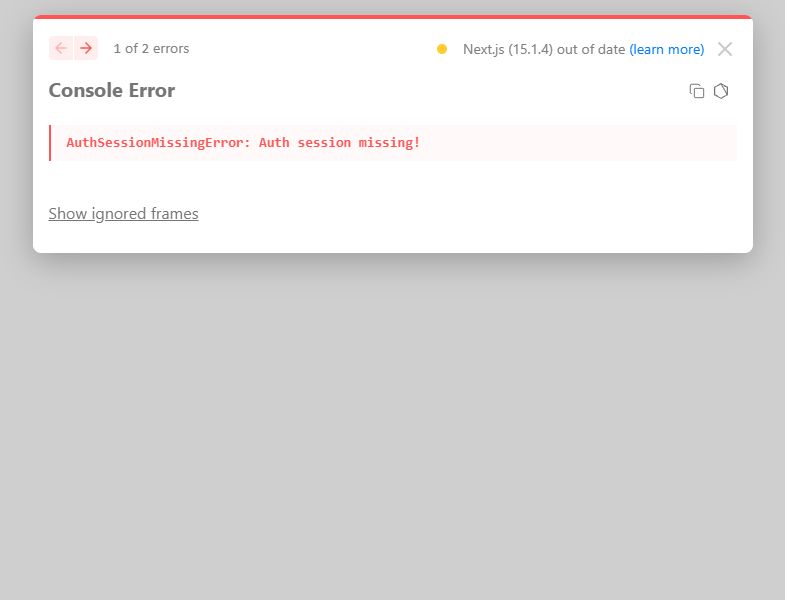 1 of 2 errors
Next.js (15.1.4) out of date (learn more)
Console Error
AuthSessionMissingError: Auth session missing!
Show ignored frames